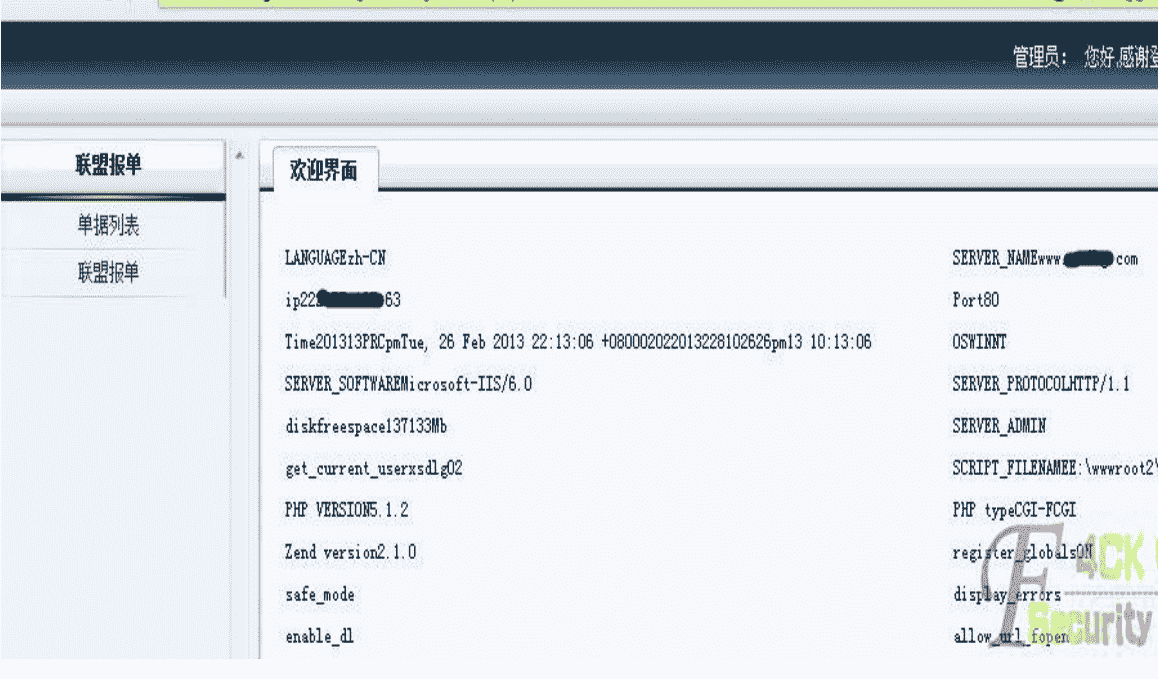 管理员： 您好,感谢登
联盟报单
单据列表
联盟报单
欢迎界面
LANGUAGEzh-CN
SERVER_NAMEwww. com
ip22 63
Port80
Time201313PRCpmTue, 26 Feb 2013 22:13:06 +080002022013228102626pm13 10:13:06
OSWINNT
SERVER_SOFTWAREMicrosoft-IIS/6.0
SERVER_PROTOCOLHTTP/1.1
diskfreespace137133Mb
SERVER_ADMIN
get_current_userxsdlg02
SCRIPT_FILENAMEE:\wwwroot2\
PHP VERSION5.1.2
PHP typeCGI-FCGI
Zend version2.1.0
register_globalsON
safe_mode
display_errors
enable_dl
allow_url_fopen
F4CK
Security